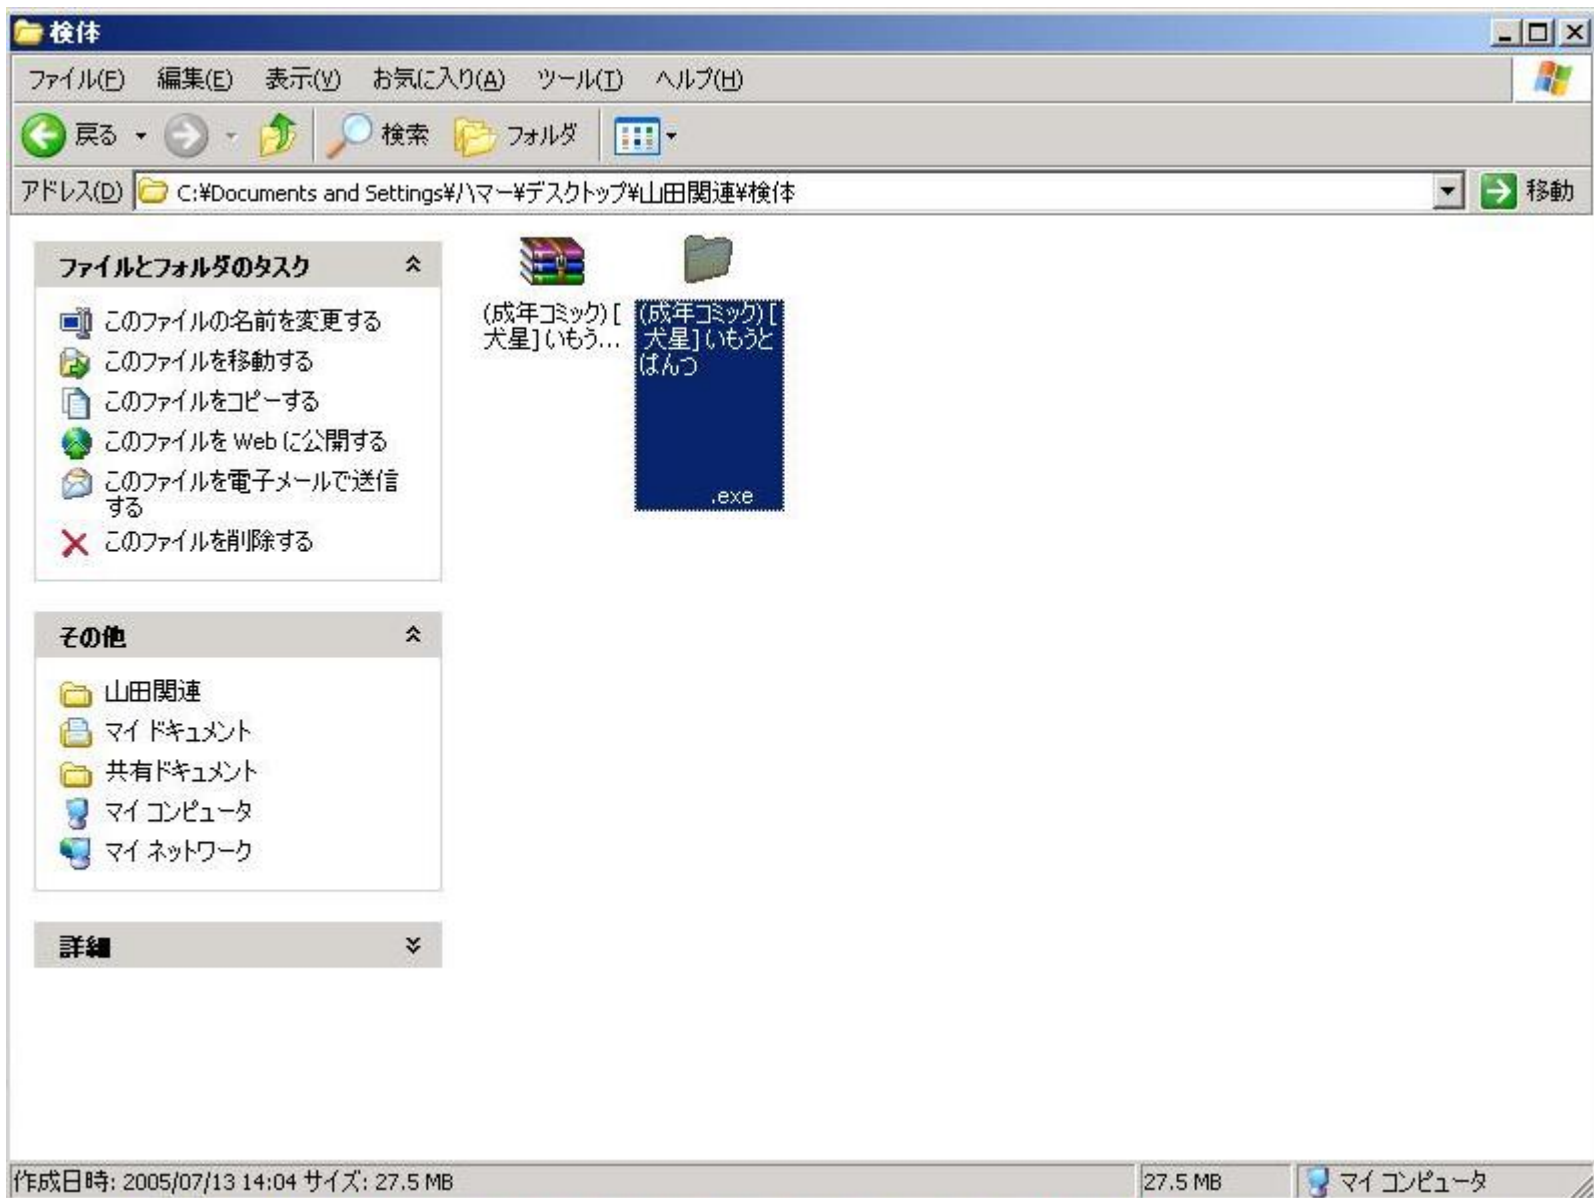 検体
ファイル(F) 編集(E) 表示(V) お気に入り(A) ツール(T) ヘルプ(H)
戻る 検索 フォルダ
アドレス(D) C:¥Documents and Settings¥ハマー¥デスクトップ¥山田関連¥検体 移動
ファイルとフォルダのタスク
このファイルの名前を変更する
このファイルを移動する
このファイルをコピーする
このファイルを Web に公開する
このファイルを電子メールで送信
する
このファイルを削除する
その他
山田関連
マイ ドキュメント
共有ドキュメント
マイ コンピュータ
マイ ネットワーク
詳細
(成年コミック) [
犬星] いもう...
(成年コミック) [
犬星] いもうと
ぱんつ
.exe
作成日時: 2005/07/13 14:04 サイズ: 27.5 MB 27.5 MB マイ コンピュータ